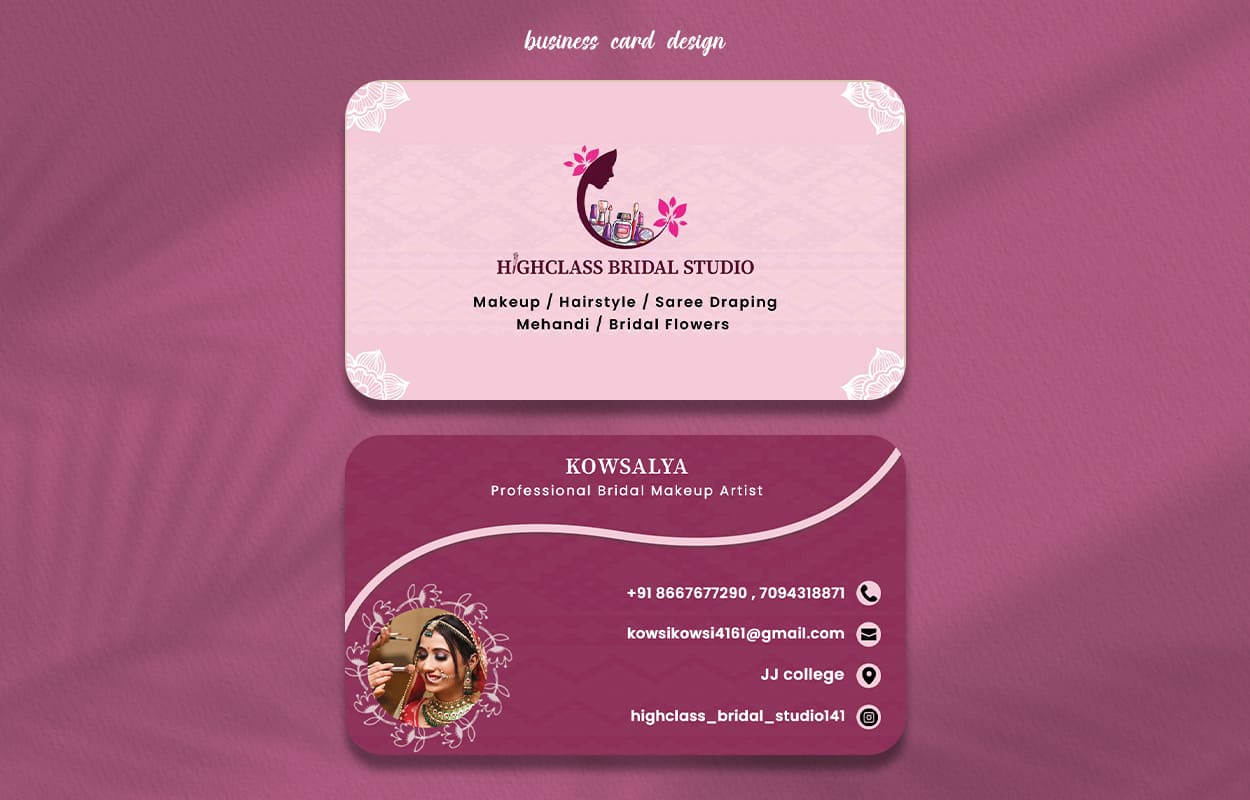 business card design
HIGHCLASS BRIDAL STUDIO
Makeup / Hairstyle / Saree Draping
Mehandi / Bridal Flowers
KOWSALYA
Professional Bridal Makeup Artist
+91 8667677290 , 7094318871
kowsikowsi4161@gmail.com
JJ college
highclass_bridal_studio141